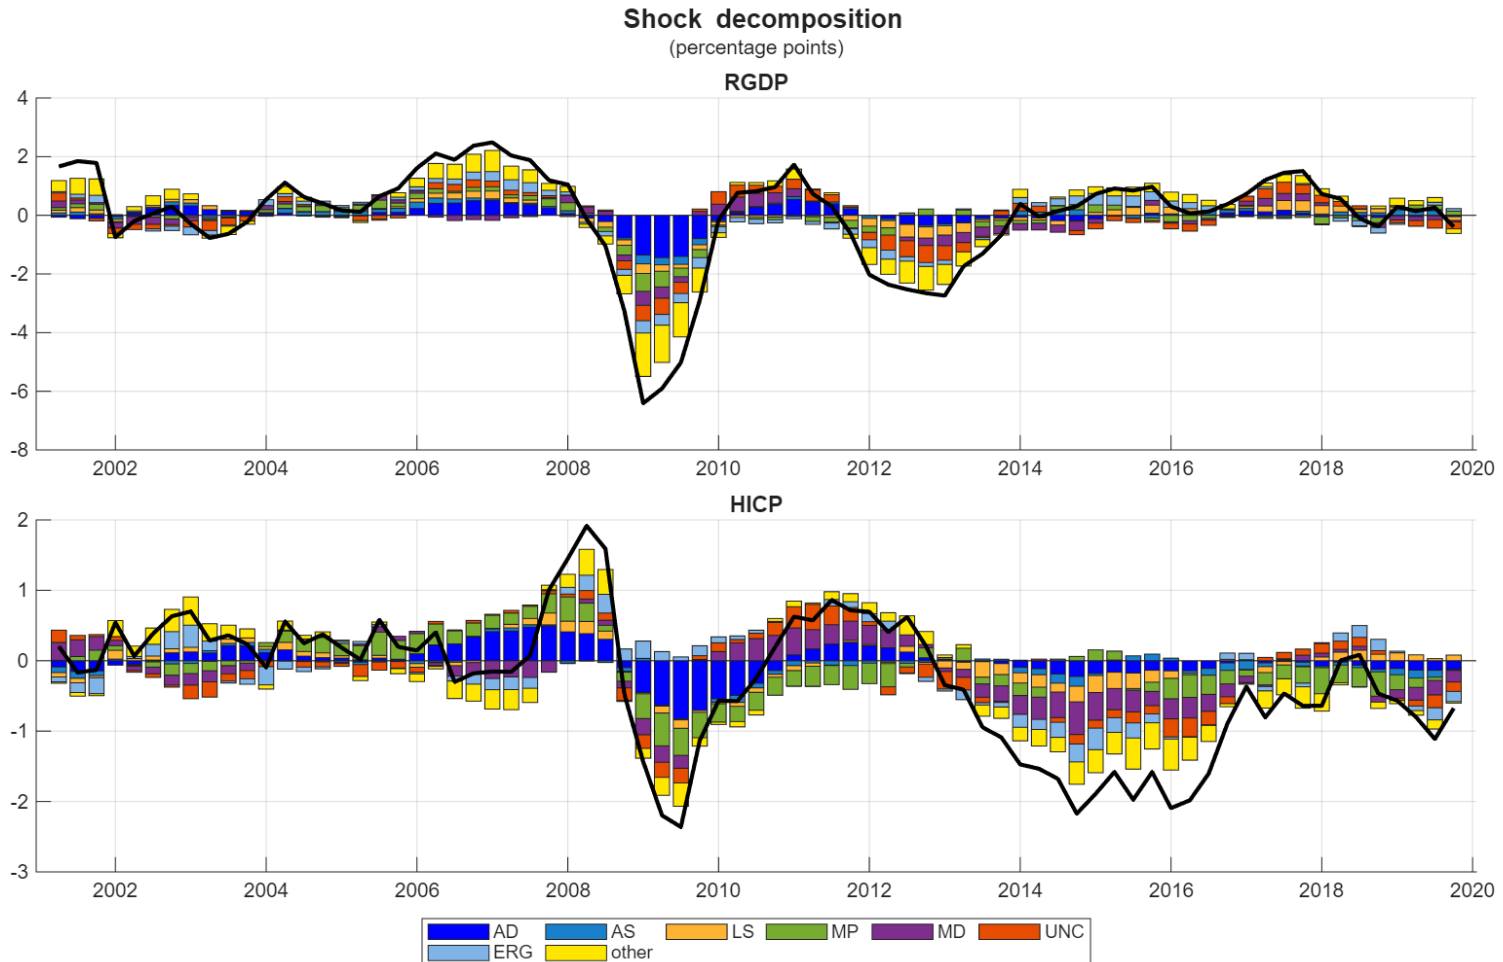 Shock decomposition
(percentage points)
RGDP
4
2
0
-2
-4
-6
-8
2002 2004 2006 2008 2010 2012 2014 2016 2018 2020
HICP
2
1
0
-1
-2
-3
2002 2004 2006 2008 2010 2012 2014 2016 2018 2020
AD AS LS MP MD UNC
ERG other